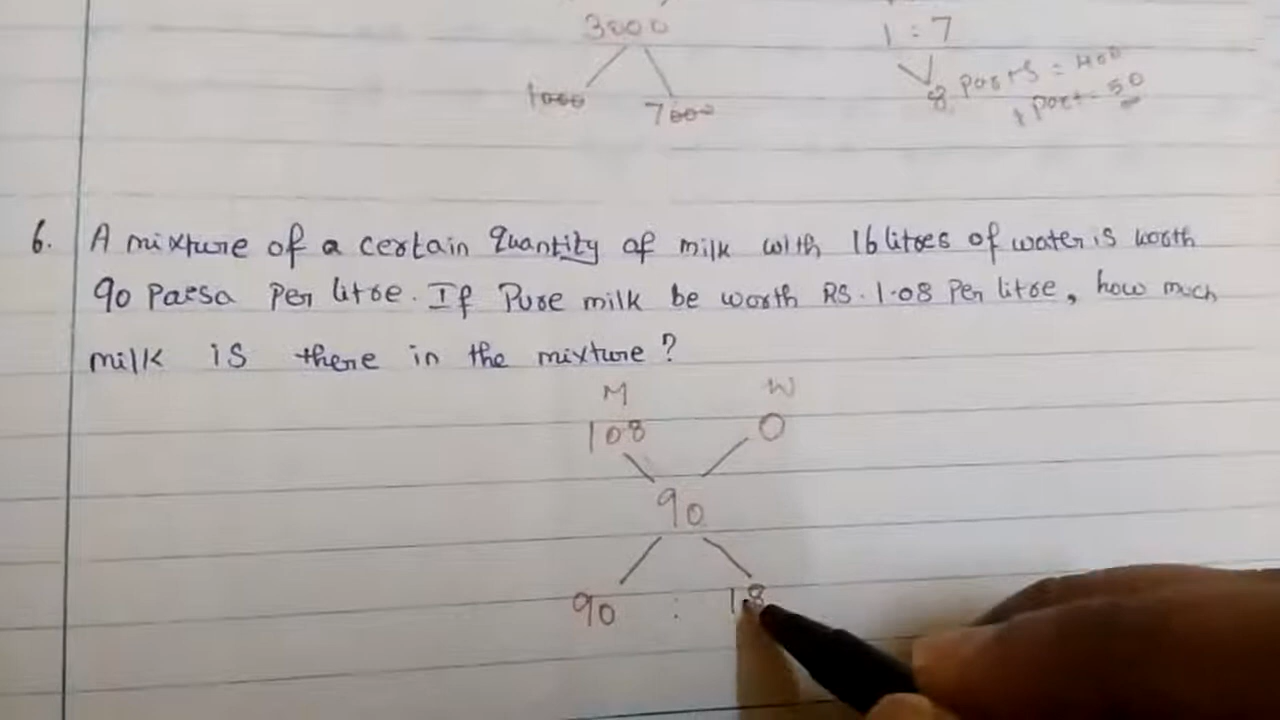 3000
1 : 7
1000
7000
8 parts = 400
1 part = 50
6. A mixture of a certain Quantity of milk with 16 litres of water is worth
90 Paisa Per litre. If Pure milk be worth RS. 1.08 Per litre, how much
milk is there in the mixture?
M W
108 0
90
90 : 18